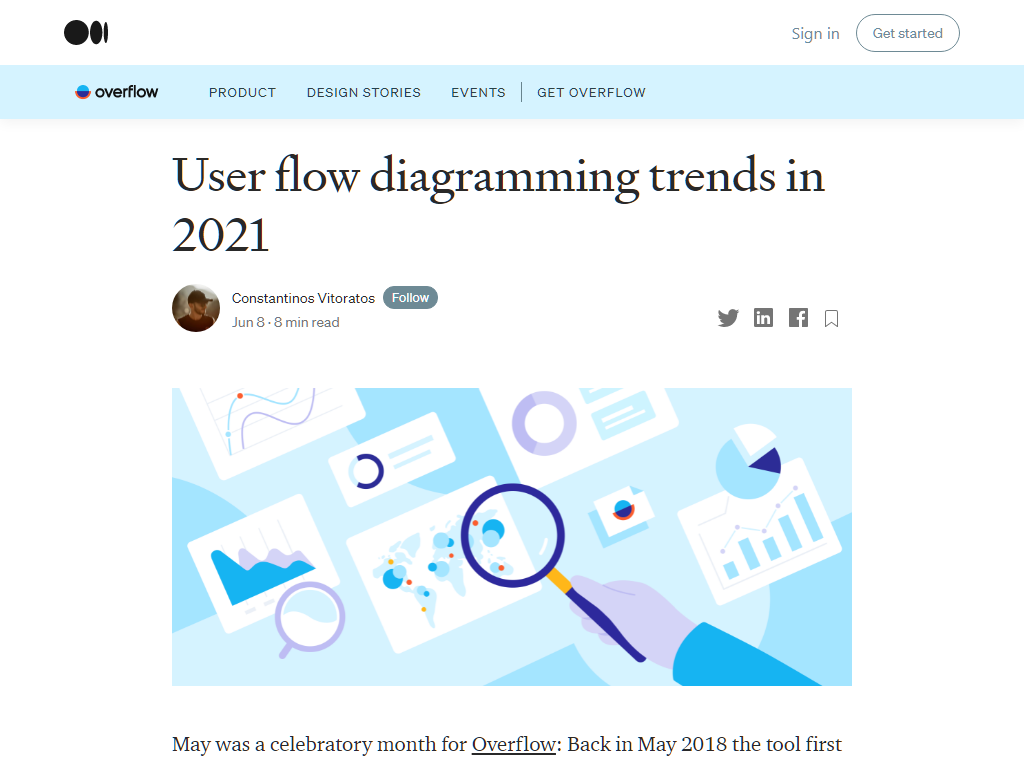 Sign in
Get started
overflow
PRODUCT
DESIGN STORIES
EVENTS
GET OVERFLOW
User flow diagramming trends in
2021
Constantinos Vitoratos
Follow
Jun 8 · 8 min read
in
May was a celebratory month for Overflow: Back in May 2018 the tool first